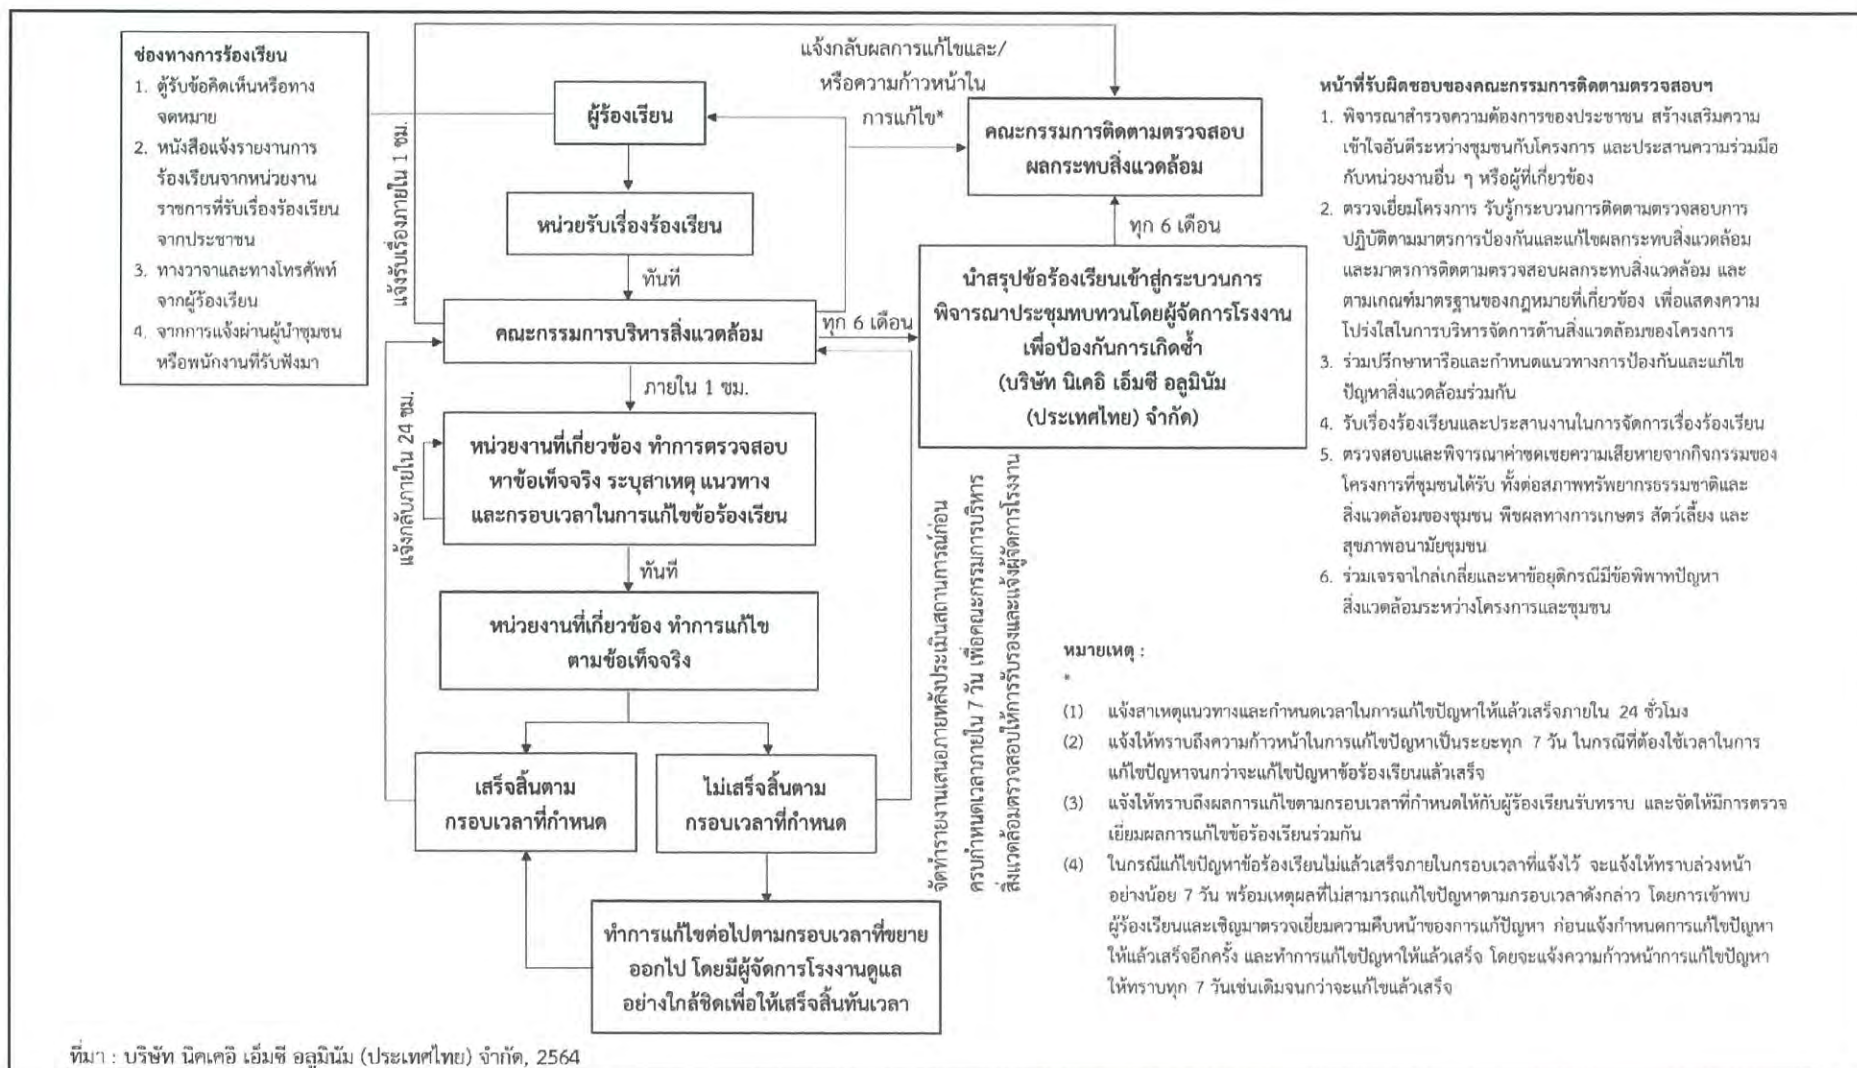 ช่องทางการร้องเรียน
1. ตู้รับข้อคิดเห็นหรือทาง
จดหมาย
2. หนังสือแจ้งรายงานการ
ร้องเรียนจากหน่วยงาน
ราชการที่รับเรื่องร้องเรียน
จากประชาชน
3. ทางวาจาและทางโทรศัพท์
จากผู้ร้องเรียน
4. จากการแจ้งผ่านผู้นำชุมชน
หรือพนักงานที่รับฟังมา
แจ้งรับเรื่องภายใน 1 ชม.
ผู้ร้องเรียน
หน่วยรับเรื่องร้องเรียน
ทันที
คณะกรรมการบริหารสิ่งแวดล้อม
ภายใน 1 ชม.
แจ้งกลับภายใน 24 ชม.
หน่วยงานที่เกี่ยวข้อง ทำการตรวจสอบ
หาข้อเท็จจริง ระบุสาเหตุ แนวทาง
และกรอบเวลาในการแก้ไขข้อร้องเรียน
ทันที
หน่วยงานที่เกี่ยวข้อง ทำการแก้ไข
ตามข้อเท็จจริง
เสร็จสิ้นตาม
กรอบเวลาที่กำหนด
ไม่เสร็จสิ้นตาม
กรอบเวลาที่กำหนด
ทำการแก้ไขต่อไปตามกรอบเวลาที่ขยาย
ออกไป โดยมีผู้จัดการโรงงานดูแล
อย่างใกล้ชิดเพื่อให้เสร็จสิ้นทันเวลา
แจ้งกลับผลการแก้ไขและ/
หรือความก้าวหน้าใน
การแก้ไข*
คณะกรรมการติดตามตรวจสอบ
ผลกระทบสิ่งแวดล้อม
ทุก 6 เดือน
ทุก 6 เดือน
นำสรุปข้อร้องเรียนเข้าสู่กระบวนการ
พิจารณาประชุมทบทวนโดยผู้จัดการโรงงาน
เพื่อป้องกันการเกิดซ้ำ
(บริษัท นิเคอิ เอ็มซี อลูมินัม
(ประเทศไทย) จำกัด)
จัดทำรายงานเสนอภายหลังประเมินสถานการณ์ก่อน
ครบกำหนดเวลาภายใน 7 วัน เพื่อคณะกรรมการบริหาร
สิ่งแวดล้อมตรวจสอบให้การรับรองและแจ้งผู้จัดการโรงงาน
หน้าที่รับผิดชอบของคณะกรรมการติดตามตรวจสอบฯ
1. พิจารณาสำรวจความต้องการของประชาชน สร้างเสริมความ
เข้าใจอันดีระหว่างชุมชนกับโครงการ และประสานความร่วมมือ
กับหน่วยงานอื่น ๆ หรือผู้ที่เกี่ยวข้อง
2. ตรวจเยี่ยมโครงการ รับรู้กระบวนการติดตามตรวจสอบการ
ปฏิบัติตามมาตรการป้องกันและแก้ไขผลกระทบสิ่งแวดล้อม
และมาตรการติดตามตรวจสอบผลกระทบสิ่งแวดล้อม และ
ตามเกณฑ์มาตรฐานของกฎหมายที่เกี่ยวข้อง เพื่อแสดงความ
โปร่งใสในการบริหารจัดการด้านสิ่งแวดล้อมของโครงการ
3. ร่วมปรึกษาหารือและกำหนดแนวทางการป้องกันและแก้ไข
ปัญหาสิ่งแวดล้อมร่วมกัน
4. รับเรื่องร้องเรียนและประสานงานในการจัดการเรื่องร้องเรียน
5. ตรวจสอบและพิจารณาค่าชดเชยความเสียหายจากกิจกรรมของ
โครงการที่ชุมชนได้รับ ทั้งต่อสภาพทรัพยากรธรรมชาติและ
สิ่งแวดล้อมของชุมชน พืชผลทางการเกษตร สัตว์เลี้ยง และ
สุขภาพอนามัยชุมชน
6. ร่วมเจรจาไกล่เกลี่ยและหาข้อยุติกรณีมีข้อพิพาทปัญหา
สิ่งแวดล้อมระหว่างโครงการและชุมชน
หมายเหตุ :
*
(1) แจ้งสาเหตุแนวทางและกำหนดเวลาในการแก้ไขปัญหาให้แล้วเสร็จภายใน 24 ชั่วโมง
(2) แจ้งให้ทราบถึงความก้าวหน้าในการแก้ไขปัญหาเป็นระยะทุก 7 วัน ในกรณีที่ต้องใช้เวลาในการ
แก้ไขปัญหาจนกว่าจะแก้ไขปัญหาข้อร้องเรียนแล้วเสร็จ
(3) แจ้งให้ทราบถึงผลการแก้ไขตามกรอบเวลาที่กำหนดให้กับผู้ร้องเรียนรับทราบ และจัดให้มีการตรวจ
เยี่ยมผลการแก้ไขข้อร้องเรียนร่วมกัน
(4) ในกรณีแก้ไขปัญหาข้อร้องเรียนไม่แล้วเสร็จภายในกรอบเวลาที่แจ้งไว้ จะแจ้งให้ทราบล่วงหน้า
อย่างน้อย 7 วัน พร้อมเหตุผลที่ไม่สามารถแก้ไขปัญหาตามกรอบเวลาดังกล่าว โดยการเข้าพบ
ผู้ร้องเรียนและเชิญมาตรวจเยี่ยมความคืบหน้าของการแก้ปัญหา ก่อนแจ้งกำหนดการแก้ไขปัญหา
ให้แล้วเสร็จอีกครั้ง และทำการแก้ไขปัญหาให้แล้วเสร็จ โดยจะแจ้งความก้าวหน้าการแก้ไขปัญหา
ให้ทราบทุก 7 วันเช่นเดิมจนกว่าจะแก้ไขแล้วเสร็จ
ที่มา : บริษัท นิคเคอิ เอ็มซี อลูมินัม (ประเทศไทย) จำกัด, 2564